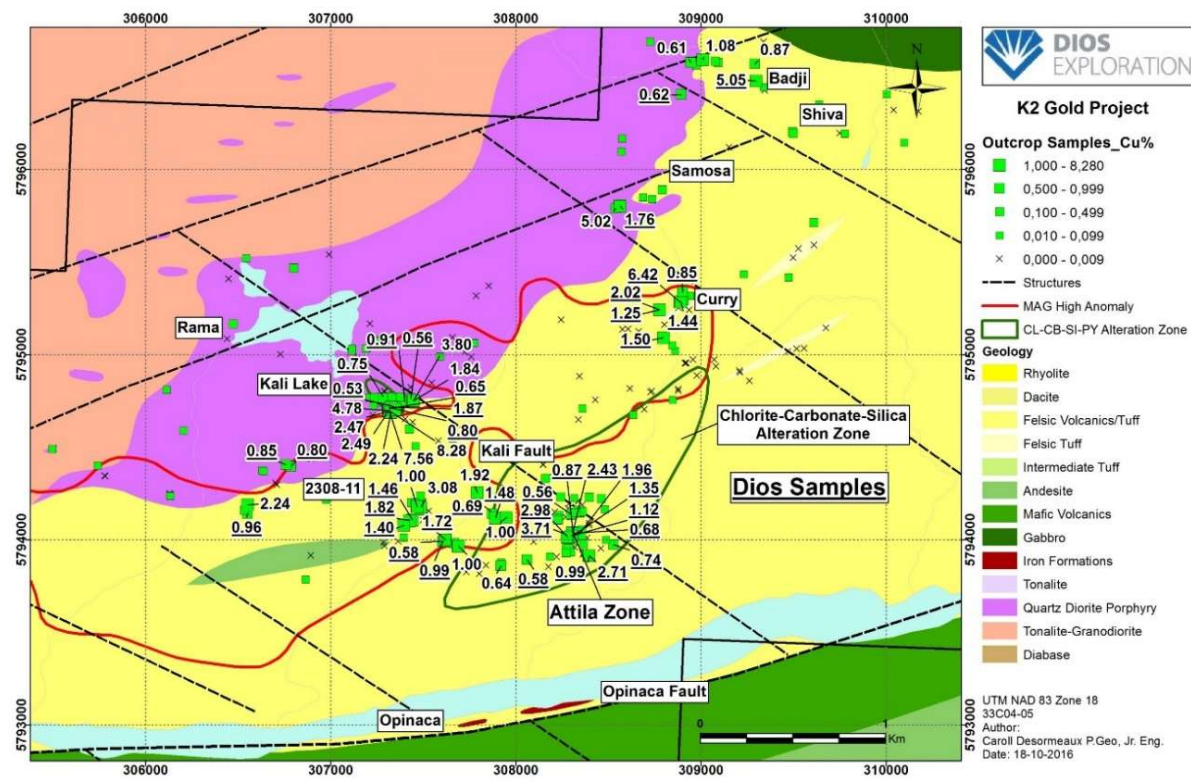 306000 307000 308000 309000 310000
5796000
5795000
5794000
5793000
0.61 1.08 0.87
5.05 Badji
0.62
Shiva
Samosa
5.02 1.76
6.42 0.85
2.02 Curry
1.25
1.44
1.50
Rama
0.91 0.56 3.80
0.75 1.84
Kali Lake
0.53 0.65
4.78 1.87
2.47 0.80
2.49 8.28
2.24 7.56
Kali Fault
Chlorite-Carbonate-Silica
Alteration Zone
0.85 0.80
2308-11
1.00 1.92 0.87 2.43 1.96
1.46 3.08 1.48 0.56 1.35
1.82 0.69 2.98 1.12
2.24
0.96
1.40 1.72 1.00 3.71 0.68
0.58 0.74
0.99 1.00
0.64 0.58 0.99 2.71
Dios Samples
Attila Zone
Opinaca Fault
Opinaca
0 1
Km
5796000
5795000
5794000
5793000
306000 307000 308000 309000 310000
N
DIOS
EXPLORATION
K2 Gold Project
Outcrop Samples_Cu%
1,000 - 8,280
0,500 - 0,999
0,100 - 0,499
0,010 - 0,099
0,000 - 0,009
Structures
MAG High Anomaly
CL-CB-SI-PY Alteration Zone
Geology
Rhyolite
Dacite
Felsic Volcanics/Tuff
Felsic Tuff
Intermediate Tuff
Andesite
Mafic Volcanics
Gabbro
Iron Formations
Tonalite
Quartz Diorite Porphyry
Tonalite-Granodiorite
Diabase
UTM NAD 83 Zone 18
33C04-05
Author:
Caroll Desormeaux P.Geo, Jr. Eng.
Date: 18-10-2016